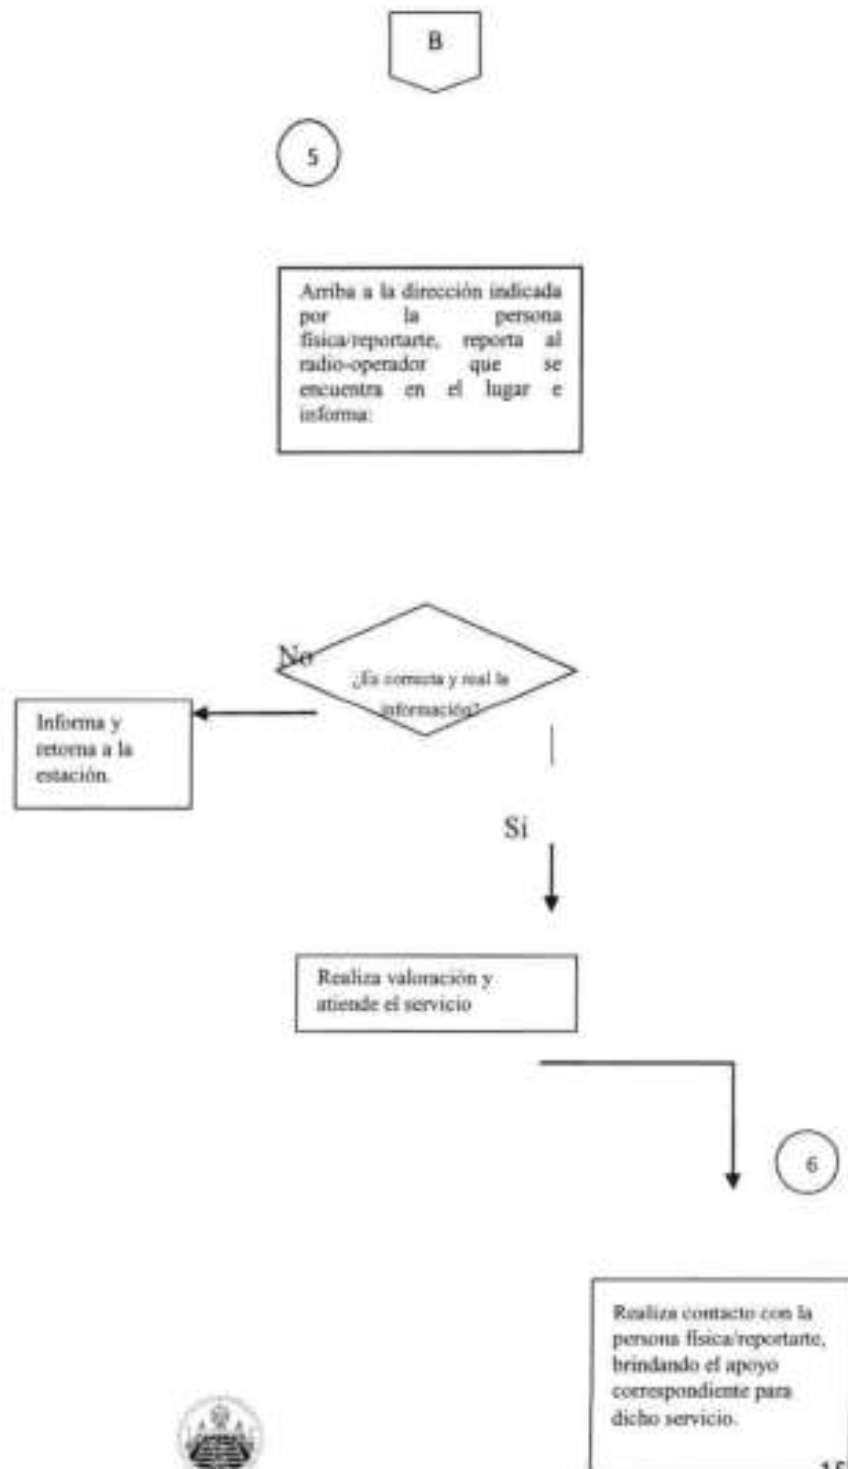 B
5
Arriba a la dirección indicada
por la persona
física/reportarte, reporta al
radio-operador que se
encuentra en el lugar e
informa:
No
¿Es correcta y real la
información?
Informa y
retorna a la
estación.
Si
Realiza valoración y
atiende el servicio
6
Realiza contacto con la
persona física/reportarte,
brindando el apoyo
correspondiente para
dicho servicio.
15